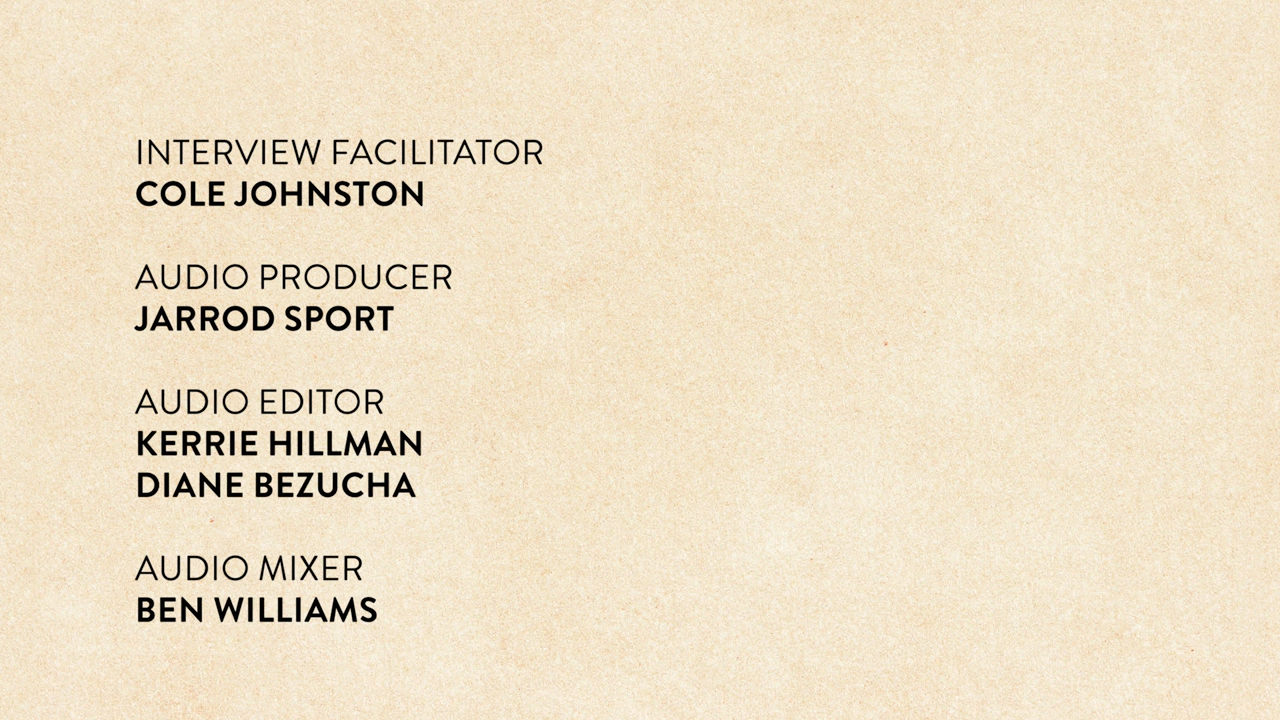 INTERVIEW FACILITATOR
COLE JOHNSTON
AUDIO PRODUCER
JARROD SPORT
AUDIO EDITOR
KERRIE HILLMAN
DIANE BEZUCHA
AUDIO MIXER
BEN WILLIAMS